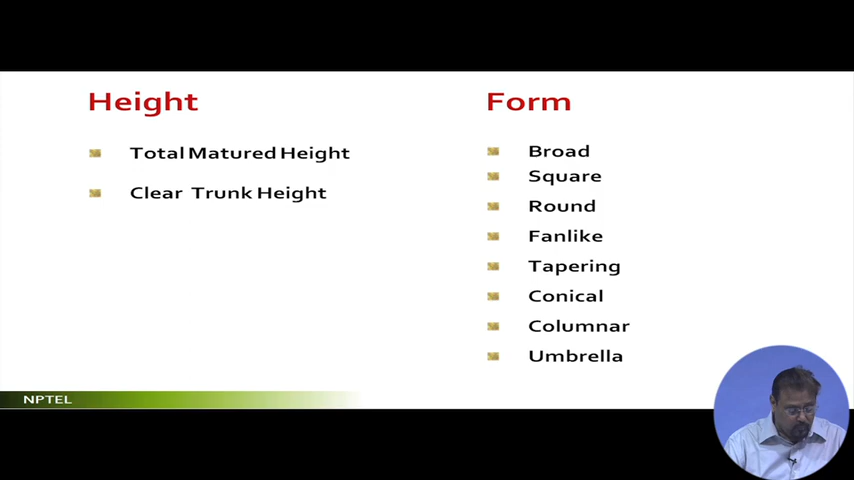 Height
Total Matured Height
Clear Trunk Height
Form
Broad
Square
Round
Fanlike
Tapering
Conical
Columnar
Umbrella
NPTEL